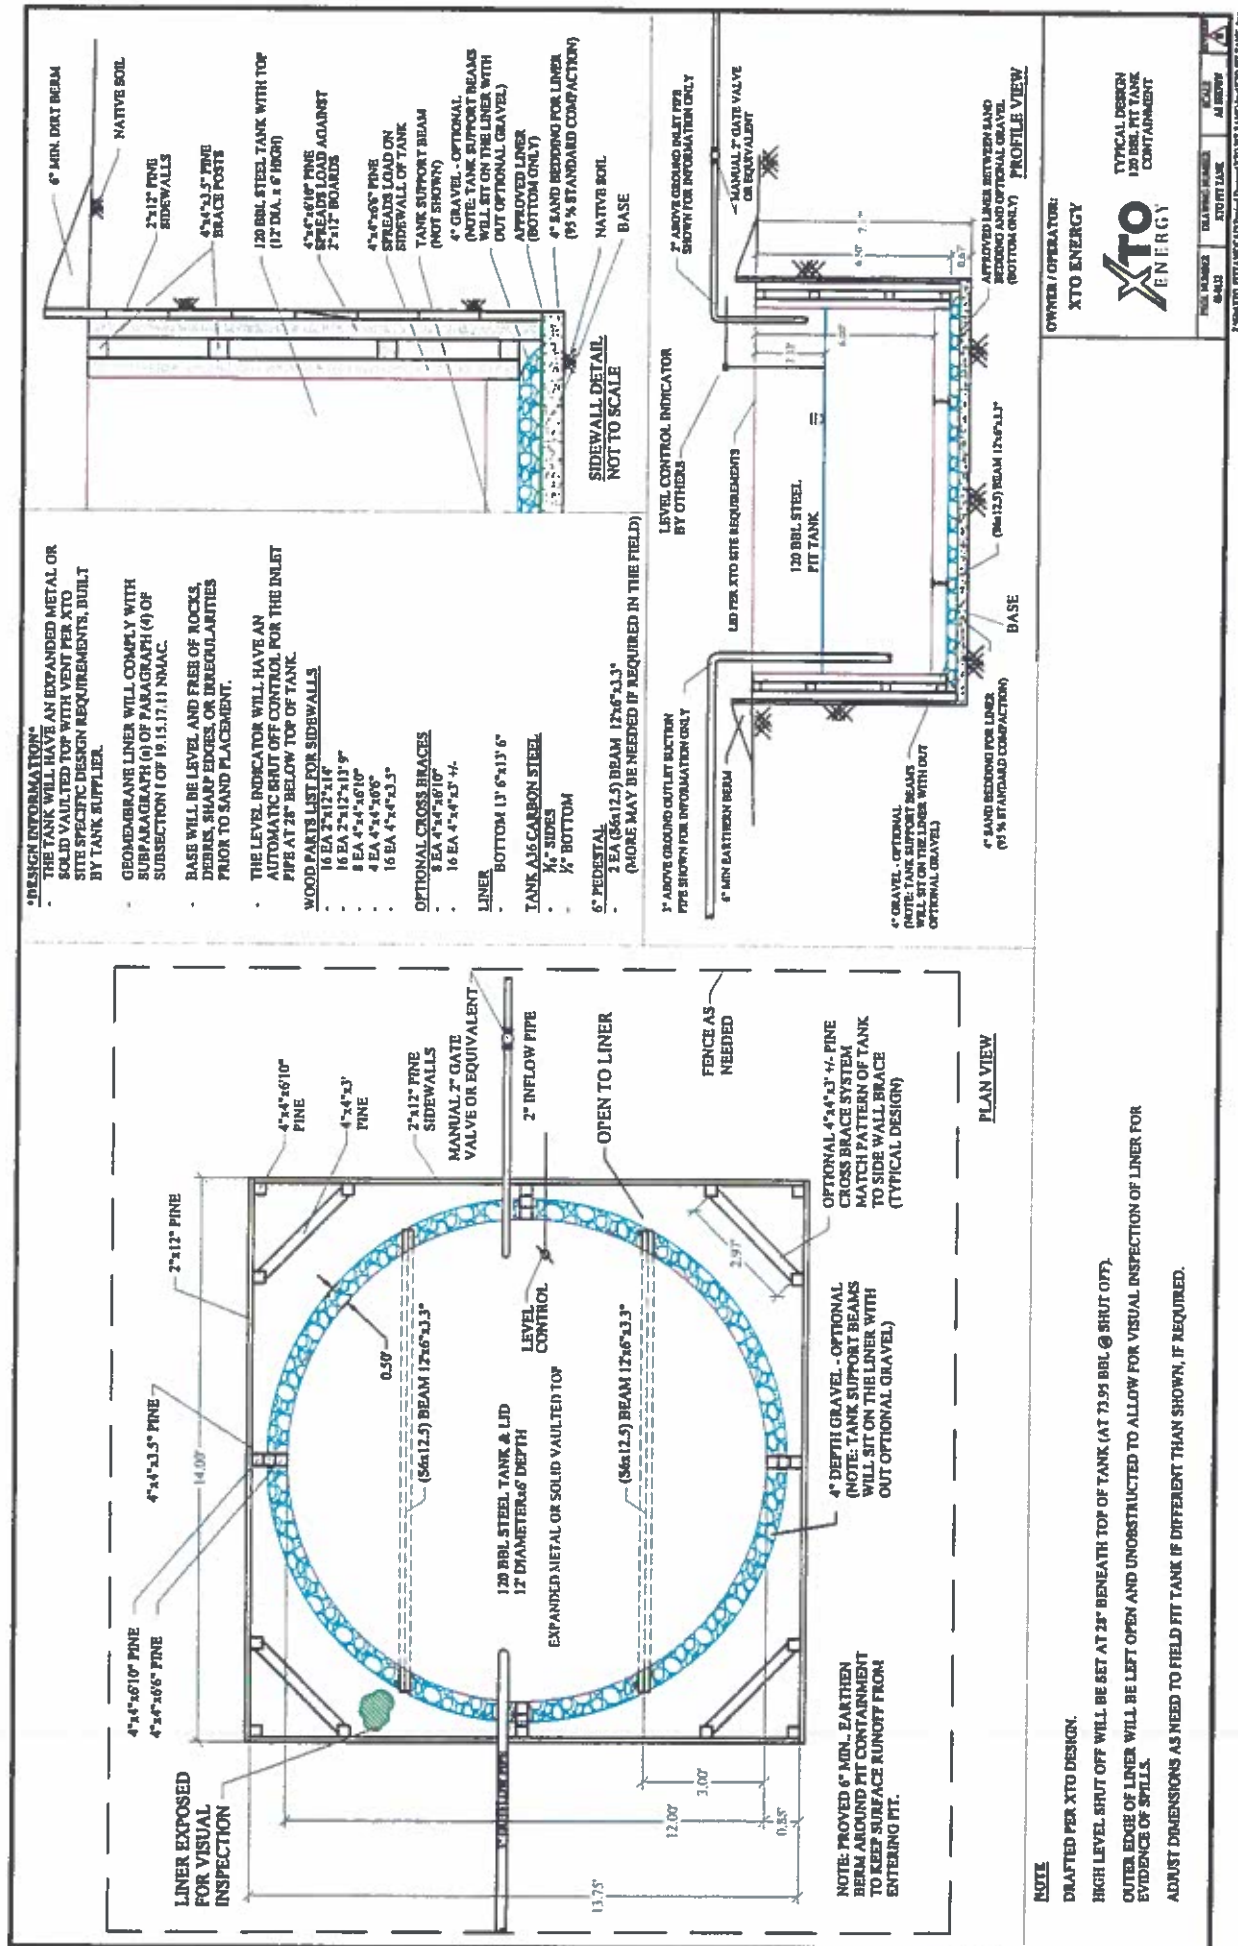 *DESIGN INFORMATION*
- THE TANK WILL HAVE AN EXPANDED METAL OR
SOLID VAULTED TOP WITH VENT PER XTO
SITE SPECIFIC DESIGN REQUIREMENTS, BUILT
BY TANK SUPPLIER.
- GEOMEMBRANE LINER WILL COMPLY WITH
SUBPARAGRAPH (a) OF PARAGRAPH (4) OF
SUBSECTION I OF 19.15.17.11 NMAC.
- BASE WILL BE LEVEL AND FREE OF ROCKS,
DEBRIS, SHARP EDGES, OR IRREGULARITIES
PRIOR TO SAND PLACEMENT.
- THE LEVEL INDICATOR WILL HAVE AN
AUTOMATIC SHUT OFF CONTROL FOR THE INLET
PIPE AT 28" BELOW TOP OF TANK.
WOOD PARTS LIST FOR SIDEWALLS
- 16 EA 2"x12"x14'
- 16 EA 2"x12"x13' 9"
- 8 EA 4"x4"x6'10"
- 4 EA 4"x4"x6'6"
- 16 EA 4"x4"x3.5"
OPTIONAL CROSS BRACES
- 8 EA 4"x4"x6'10"
- 16 EA 4"x4"x3' +/-
LINER
- BOTTOM 13' 6"x13' 6"
TANK A36 CARBON STEEL
- SIDES
- BOTTOM
6" PEDESTAL
- 2 EA (S6x12.5) BEAM 12'x6"x3.3"
(MORE MAY BE NEEDED IF REQUIRED IN THE FIELD)
6" MIN. DIRT BERM
NATIVE SOIL
2"x12" PINE
SIDEWALLS
4"x4"x3.5" PINE
BRACE POSTS
120 BBL STEEL TANK WITH TOP
(12' DIA. x 6' HIGH)
4"x4"x6'10" PINE
SPREADS LOAD AGAINST
2"x12" BOARDS
4"x4"x6'6" PINE
SPREADS LOAD ON
SIDEWALL OF TANK
TANK SUPPORT BEAM
(NOT SHOWN)
4" GRAVEL - OPTIONAL
(NOTE: TANK SUPPORT BEAMS
WILL SIT ON THE LINER WITH
OUT OPTIONAL GRAVEL)
APPROVED LINER
(BOTTOM ONLY)
4" SAND BEDDING FOR LINER
(95 % STANDARD COMPACTION)
NATIVE SOIL
BASE
SIDEWALL DETAIL
NOT TO SCALE
LINER EXPOSED
FOR VISUAL
INSPECTION
4"x4"x6'10" PINE
4"x4"x6'6" PINE
4"x4"x3.5" PINE
14.00'
2"x12" PINE
4"x4"x6'10"
PINE
4"x4"x3'
PINE
2"x12" PINE
SIDEWALLS
MANUAL 2" GATE
VALVE OR EQUIVALENT
2" INFLOW PIPE
OPEN TO LINER
FENCE AS
NEEDED
0.50'
(S6x12.5) BEAM 12'x6"x3.3"
LEVEL
CONTROL
120 BBL STEEL TANK & LID
12' DIAMETERx6' DEPTH
EXPANDED METAL OR SOLID VAULTED TOP
(S6x12.5) BEAM 12'x6"x3.3"
2.97'
3.00'
12.00'
0.88'
13.75'
4" DEPTH GRAVEL - OPTIONAL
(NOTE: TANK SUPPORT BEAMS
WILL SIT ON THE LINER WITH
OUT OPTIONAL GRAVEL)
OPTIONAL 4"x4"x3' +/- PINE
CROSS BRACE SYSTEM
MATCH PATTERN OF TANK
TO SIDE WALL BRACE
(TYPICAL DESIGN)
NOTE: PROVED 6" MIN., EARTHEN
BERM AROUND PIT CONTAINMENT
TO KEEP SURFACE RUNOFF FROM
ENTERING PIT.
PLAN VIEW
3" ABOVE GROUND OUTLET SUCTION
PIPE SHOWN FOR INFORMATION ONLY
6" MIN EARTHERN BERM
LEVEL CONTROL INDICATOR
BY OTHERS
LID PER XTO SITE REQUIREMENTS
120 BBL STEEL
PIT TANK
2" ABOVE GROUND INLET PIPE
SHOWN FOR INFORMATION ONLY
MANUAL 2" GATE VALVE
OR EQUIVALENT
2.33'
6.00'
6.50'
0.67'
4" GRAVEL - OPTIONAL
(NOTE: TANK SUPPORT BEAMS
WILL SIT ON THE LINER WITH OUT
OPTIONAL GRAVEL)
4" SAND BEDDING FOR LINER
(95 % STANDARD COMPACTION)
BASE
(S6x12.5) BEAM 12'x6"x3.3"
APPROVED LINER BETWEEN SAND
BEDDING AND OPTIONAL GRAVEL
(BOTTOM ONLY)
PROFILE VIEW
NOTE
DRAFTED PER XTO DESIGN.
HIGH LEVEL SHUT OFF WILL BE SET AT 28" BENEATH TOP OF TANK (AT 73.95 BBL @ SHUT OFF).
OUTER EDGE OF LINER WILL BE LEFT OPEN AND UNOBSTRUCTED TO ALLOW FOR VISUAL INSPECTION OF LINER FOR
EVIDENCE OF SPILLS.
ADJUST DIMENSIONS AS NEED TO FIELD FIT TANK IF DIFFERENT THAN SHOWN, IF REQUIRED.
OWNER / OPERATOR:
XTO ENERGY
XTO
ENERGY
TYPICAL DESIGN
120 BBL PIT TANK
CONTAINMENT
DRAWING NUMBER
XTO PIT TANK
SCALE
AS SHOWN